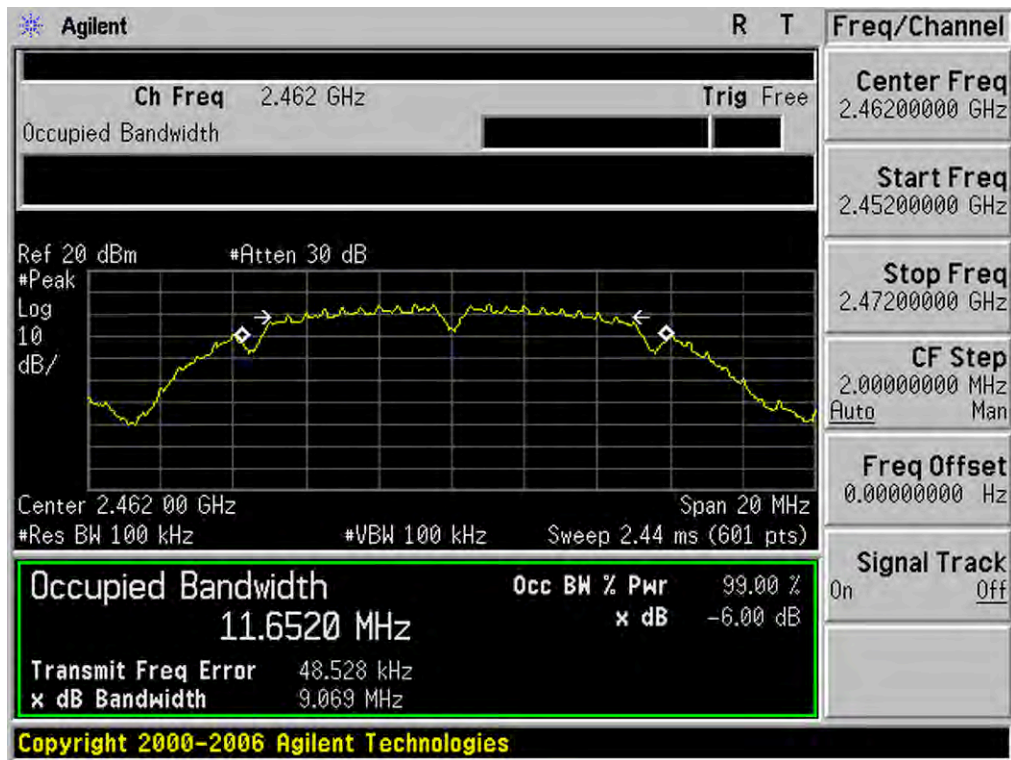 Agilent R T
Ch Freq 2.462 GHz Trig Free
Occupied Bandwidth
Ref 20 dBm #Atten 30 dB
#Peak
Log
10
dB/
Center 2.462 00 GHz Span 20 MHz
#Res BW 100 kHz #VBW 100 kHz Sweep 2.44 ms (601 pts)
Occupied Bandwidth Occ BW % Pwr 99.00 %
11.6520 MHz x dB -6.00 dB
Transmit Freq Error 48.528 kHz
x dB Bandwidth 9.069 MHz
Copyright 2000-2006 Agilent Technologies
Freq/Channel
Center Freq
2.46200000 GHz
Start Freq
2.45200000 GHz
Stop Freq
2.47200000 GHz
CF Step
2.00000000 MHz
Auto Man
Freq Offset
0.00000000 Hz
Signal Track
On Off